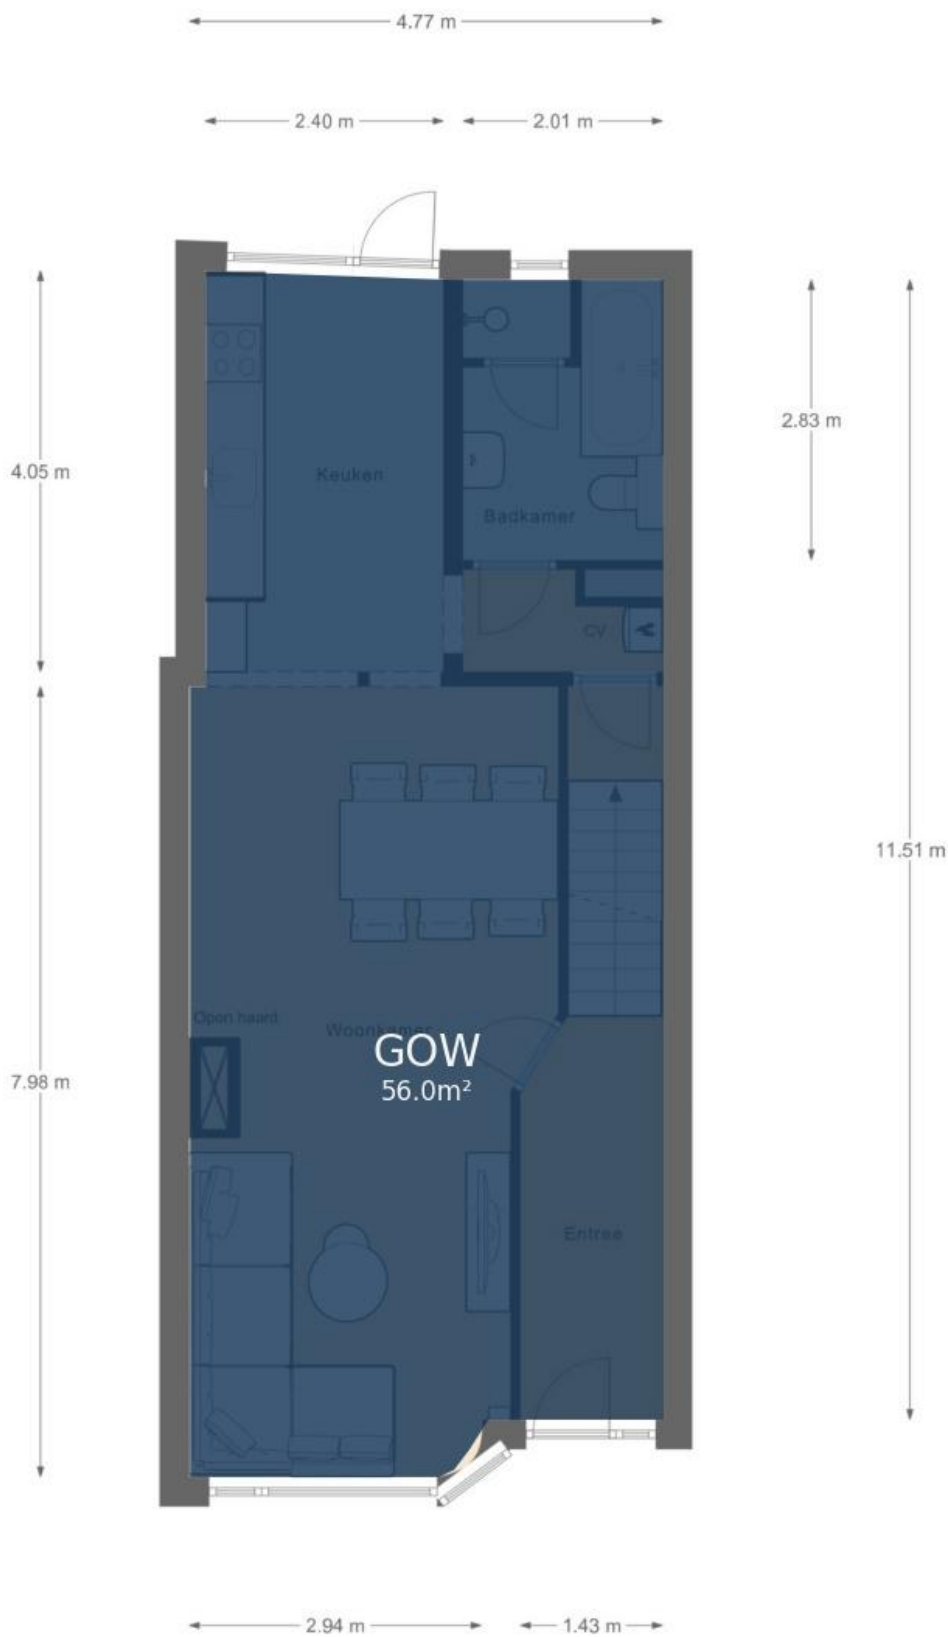 4.77 m
2.40 m
2.01 m
4.05 m
Keuken
2.83 m
Badkamer
CV
11.51 m
Open haard
Woonkamer
GOW
56.0m²
7.98 m
Entree
2.94 m
1.43 m